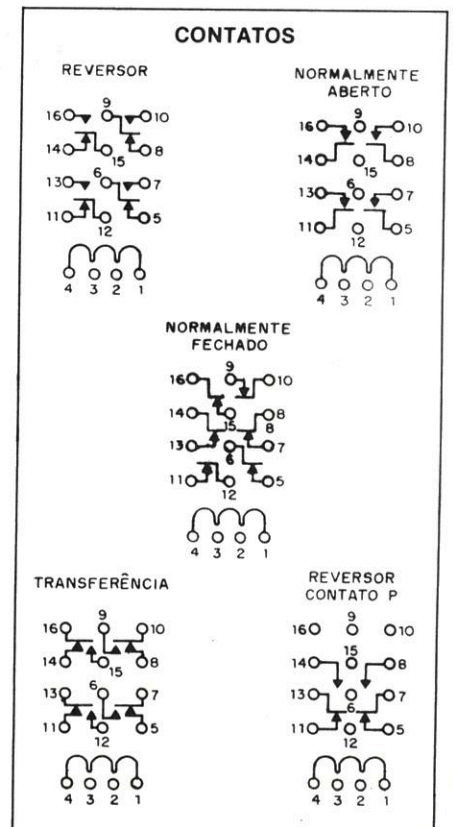 CONTATOS
REVERSOR
9
16 10
14 15 8
13 6 7
11 12 5
4 3 2 1
NORMALMENTE
ABERTO
9
16 10
14 15 8
13 6 7
11 12 5
4 3 2 1
NORMALMENTE
FECHADO
9
16 10
14 8
15 8
13 6 7
11 12 5
4 3 2 1
TRANSFERÊNCIA
9
16 10
14 15 8
13 6 7
11 12 5
4 3 2 1
REVERSOR
CONTATO P
9
16 10
15
14 8
13 6 7
11 12 5
4 3 2 1